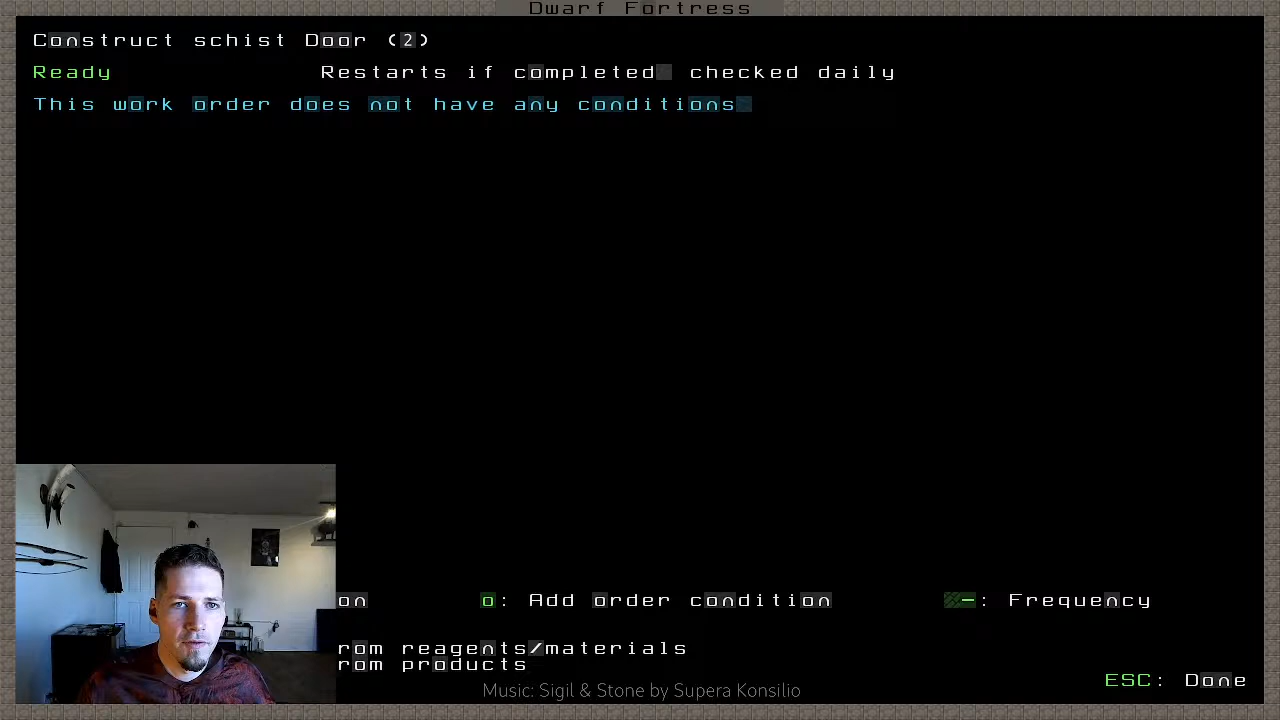 Dwarf Fortress
Construct schist Door (2)
Ready Restarts if completed checked daily
This work order does not have any conditions
on o: Add order condition -: Frequency
rom reagents/materials
rom products
ESC: Done
Music: Sigil & Stone by Supera Konsilio